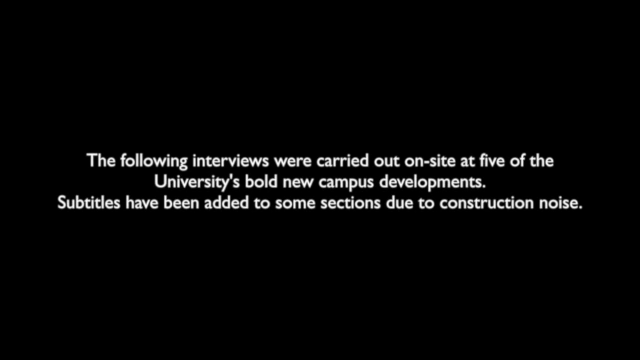 The following interviews were carried out on-site at five of the
University's bold new campus developments.
Subtitles have been added to some sections due to construction noise.